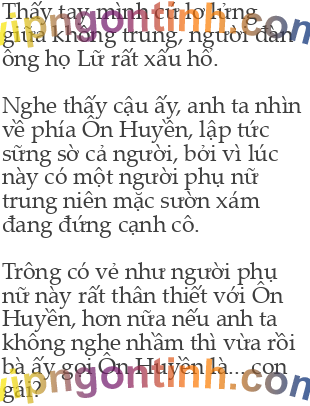 Thấy tay mình cứ lơ lửng
giữa không trung, người đàn
ông họ Lữ rất xấu hổ.
Nghe thấy cậu ấy, anh ta nhìn
về phía Ôn Huyền, lập tức
sững sờ cả người, bởi vì lúc
này có một người phụ nữ
trung niên mặc sườn xám
đang đứng cạnh cô.
Trông có vẻ như người phụ
nữ này rất thân thiết với Ôn
Huyền, hơn nữa nếu anh ta
không nghe nhầm thì vừa rồi
bà ấy gọi Ôn Huyền là... con
gái?
vipngontinh.com
vipngontinh.com